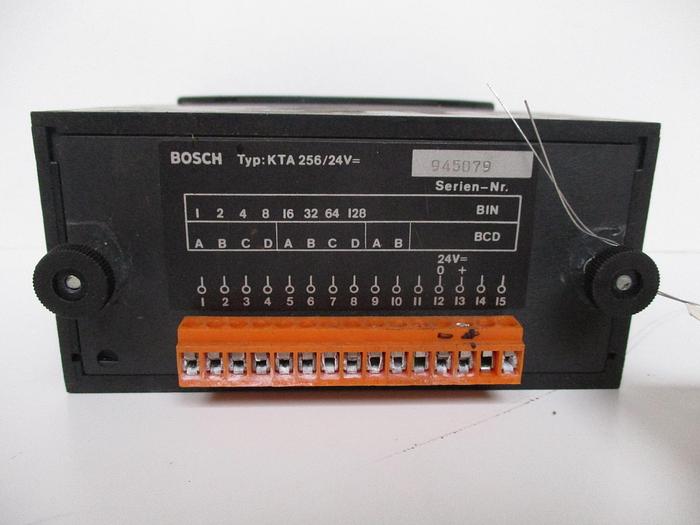 BOSCH Typ: KTA 256/24V= 945079
Serien-Nr.
1 2 4 8 16 32 64 128 BIN
A B C D A B C D A B BCD
24V=
0 +
1 2 3 4 5 6 7 8 9 10 11 12 13 14 15
- +